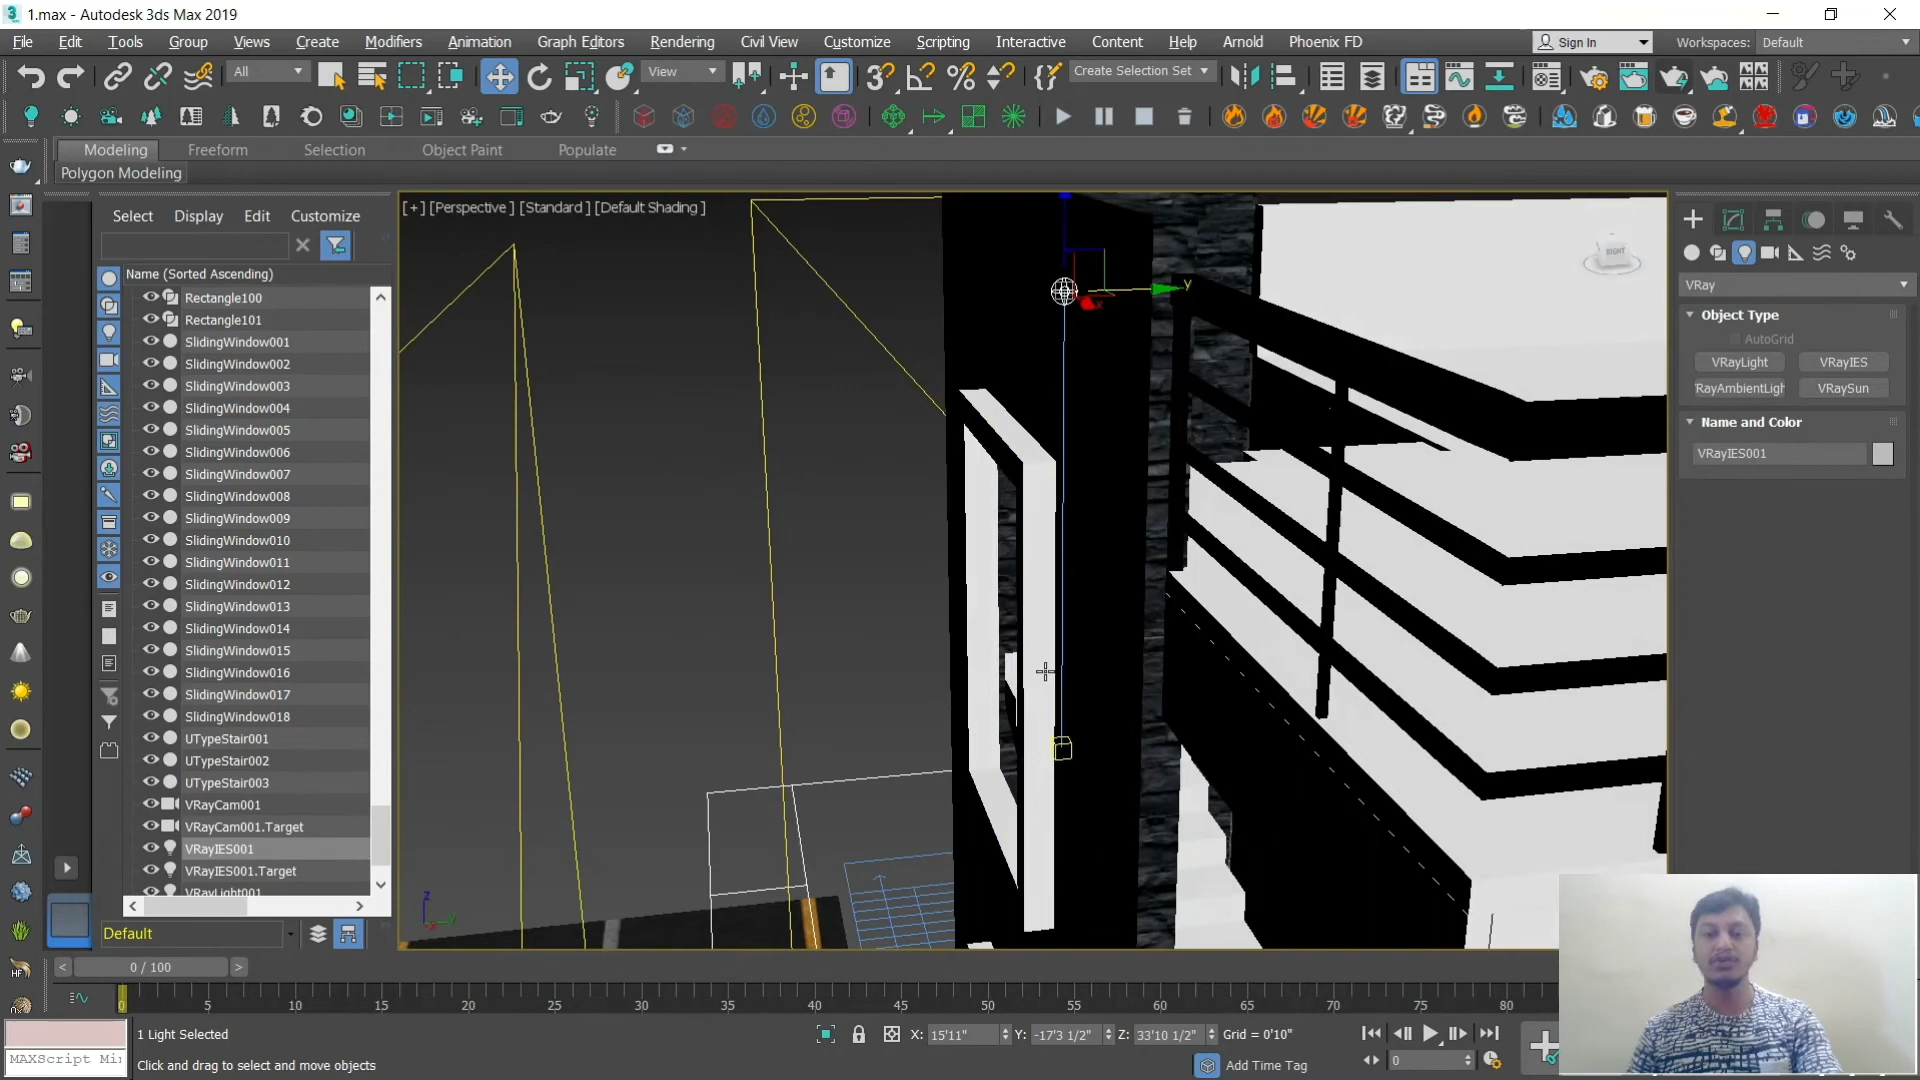 1.max - Autodesk 3ds Max 2019
File Edit Tools Group Views Create Modifiers Animation Graph Editors Rendering Civil View Customize Scripting Interactive Content Help Arnold Phoenix FD Sign In Workspaces: Default
All View Create Selection Set
Modeling Freeform Selection Object Paint Populate
Polygon Modeling
Select Display Edit Customize
[+] [Perspective ] [Standard ] [Default Shading ]
Name (Sorted Ascending)
Rectangle100
Rectangle101
SlidingWindow001
SlidingWindow002
SlidingWindow003
SlidingWindow004
SlidingWindow005
SlidingWindow006
SlidingWindow007
SlidingWindow008
SlidingWindow009
SlidingWindow010
SlidingWindow011
SlidingWindow012
SlidingWindow013
SlidingWindow014
SlidingWindow015
SlidingWindow016
SlidingWindow017
SlidingWindow018
UTypeStair001
UTypeStair002
UTypeStair003
VRayCam001
VRayCam001.Target
VRayIES001
VRayIES001.Target
VRayLight001
Default
y
x
RIGHT
z
y
VRay
Object Type
AutoGrid
VRayLight VRayIES
RayAmbientLigh VRaySun
Name and Color
VRayIES001
< 0 / 100 >
0 5 10 15 20 25 30 35 40 45 50 55 60 65 70 75 80
1 Light Selected X: 15'11" Y: -17'3 1/2" Z: 33'10 1/2" Grid = 0'10"
MAXScript Mi Click and drag to select and move objects Add Time Tag 0